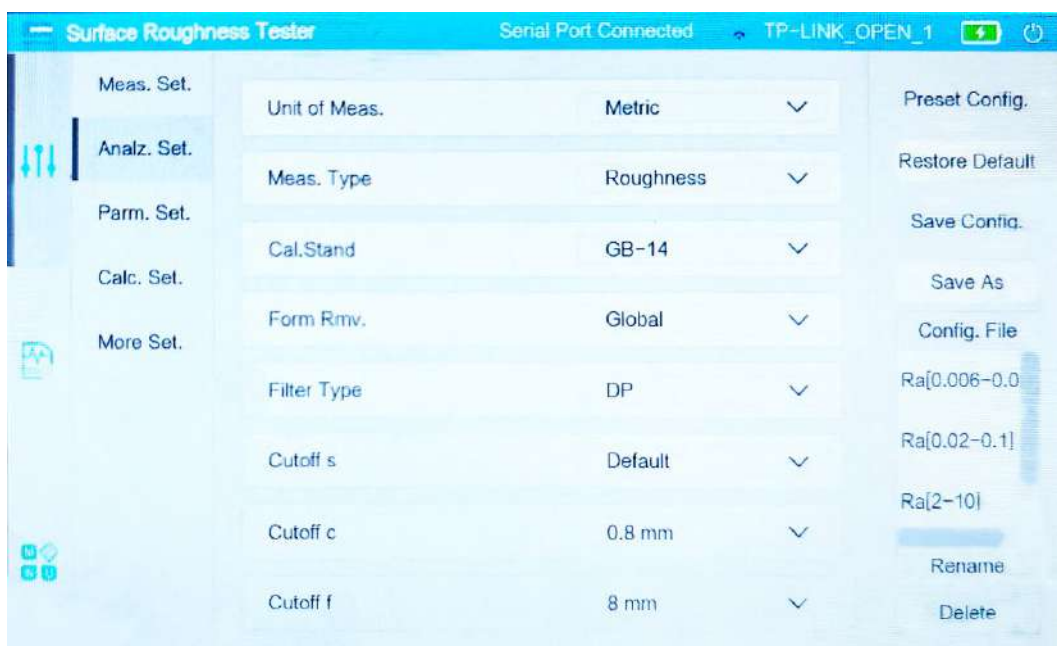 Surface Roughness Tester Serial Port Connected TP-LINK_OPEN_1
Meas. Set.
Analz. Set.
Parm. Set.
Calc. Set.
More Set.
Unit of Meas. Metric
Meas. Type Roughness
Cal.Stand GB-14
Form Rmv. Global
Filter Type DP
Cutoff s Default
Cutoff c 0.8 mm
Cutoff f 8 mm
Preset Config.
Restore Default
Save Config.
Save As
Config. File
Ra[0.006-0.0
Ra[0.02-0.1]
Ra[2-10]
Rename
Delete